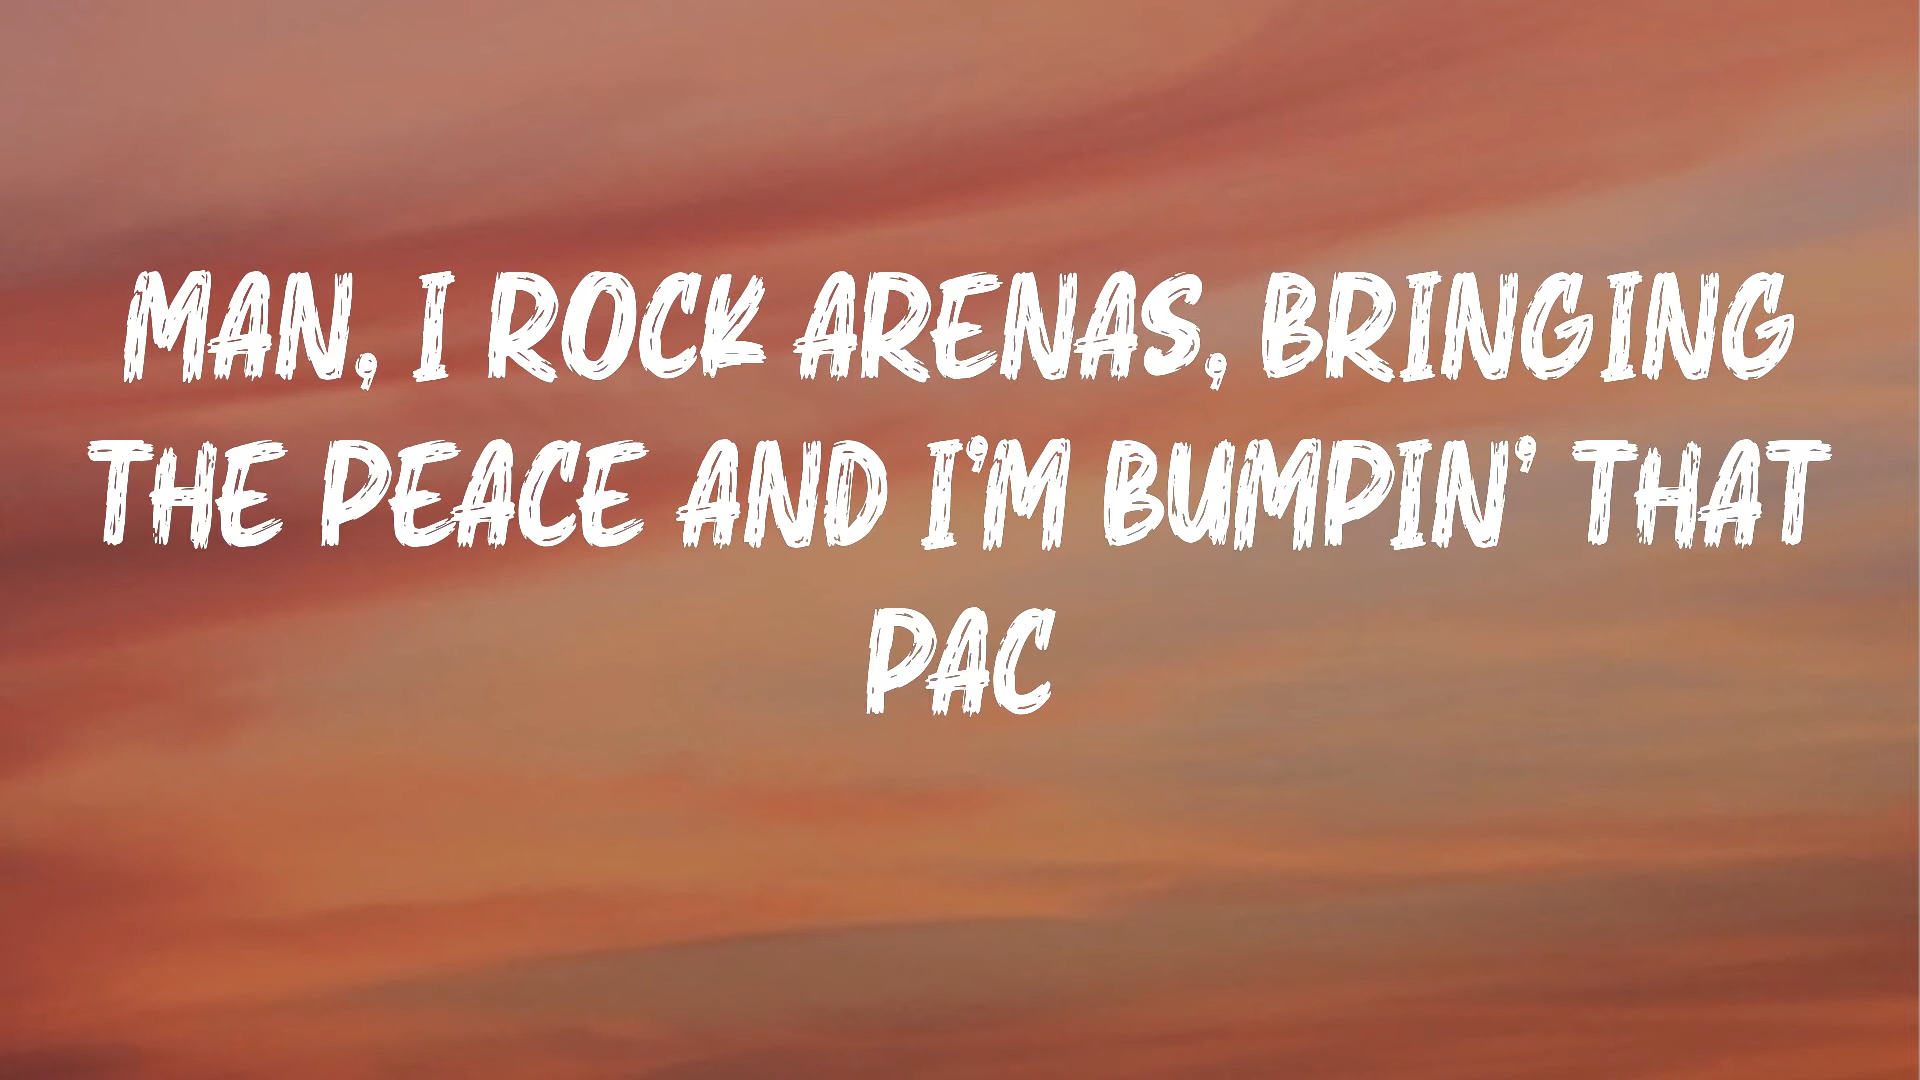 MAN, I ROCK ARENAS, BRINGING
THE PEACE AND I'M BUMPIN' THAT
PAC